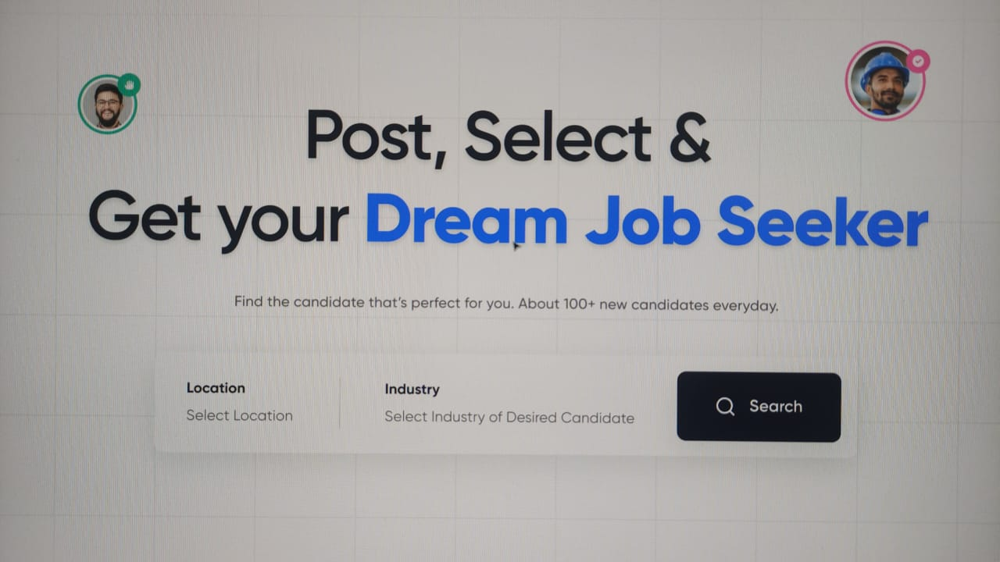 Post, Select &
Get your Dream Job Seeker
Find the candidate that's perfect for you. About 100+ new candidates everyday.
Location
Select Location
Industry
Select Industry of Desired Candidate
Search